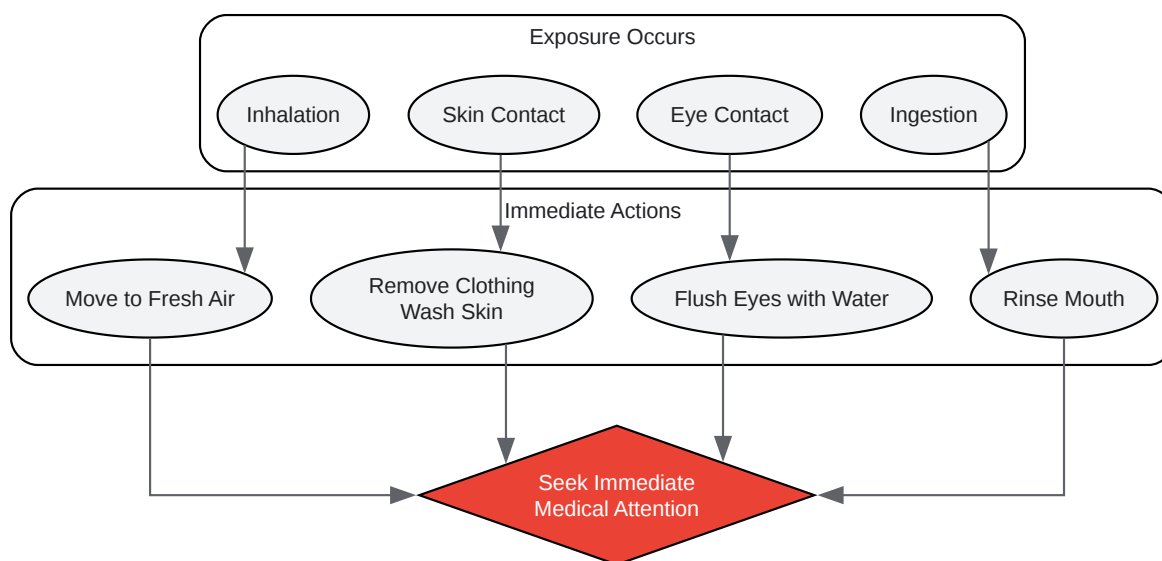 Exposure Occurs
Inhalation
Skin Contact
Eye Contact
Ingestion
Immediate Actions
Move to Fresh Air
Remove Clothing
Wash Skin
Flush Eyes with Water
Rinse Mouth
Seek Immediate
Medical Attention